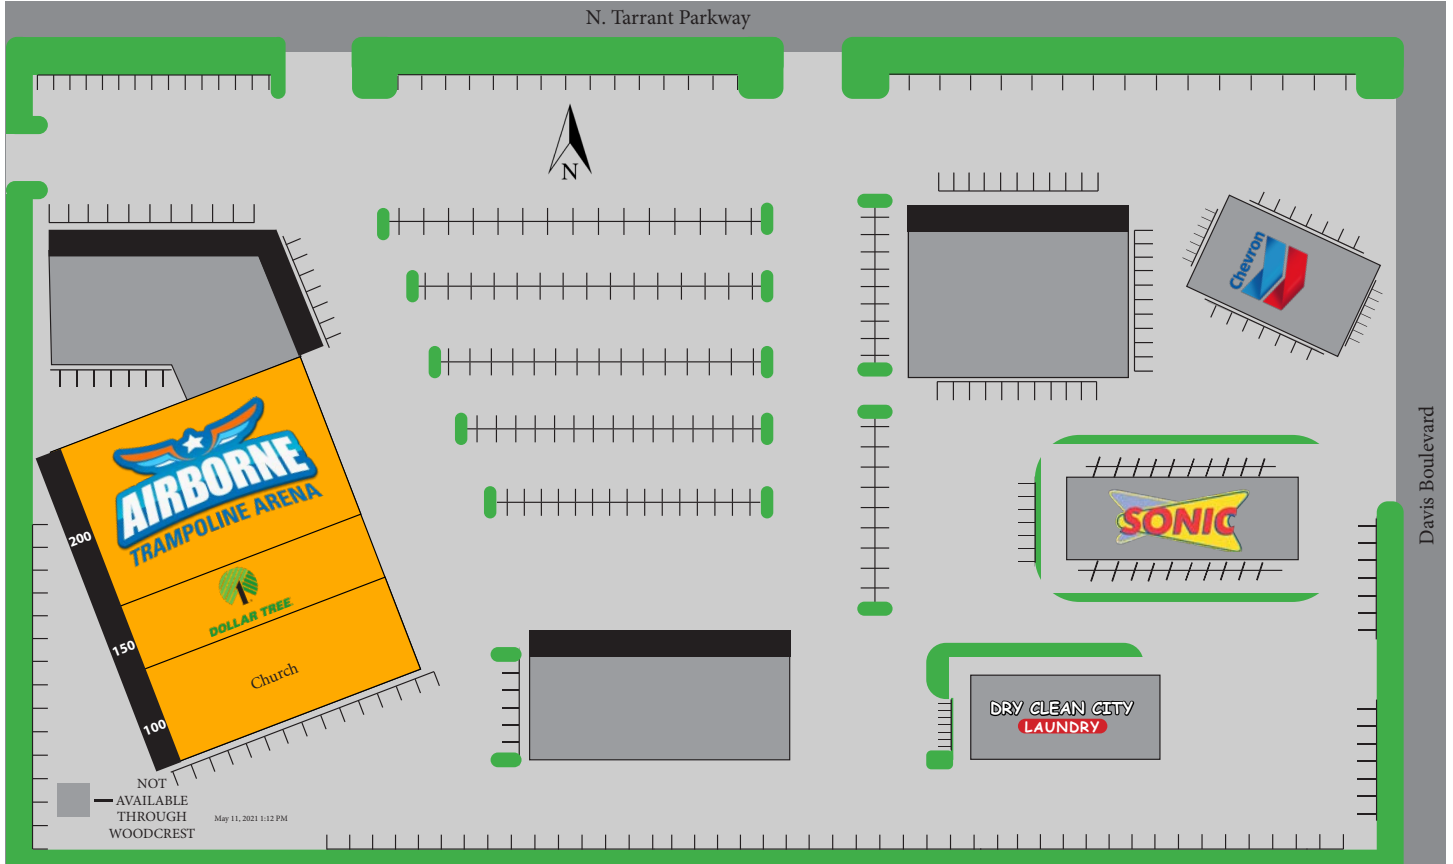 N. Tarrant Parkway
N
Chevron
Davis Boulevard
AIRBORNE
TRAMPOLINE ARENA
200
SONIC
DOLLAR TREE
150
Church
100
DRY CLEAN CITY
LAUNDRY
NOT
AVAILABLE
THROUGH
WOODCREST
May 11, 2021 1:12 PM